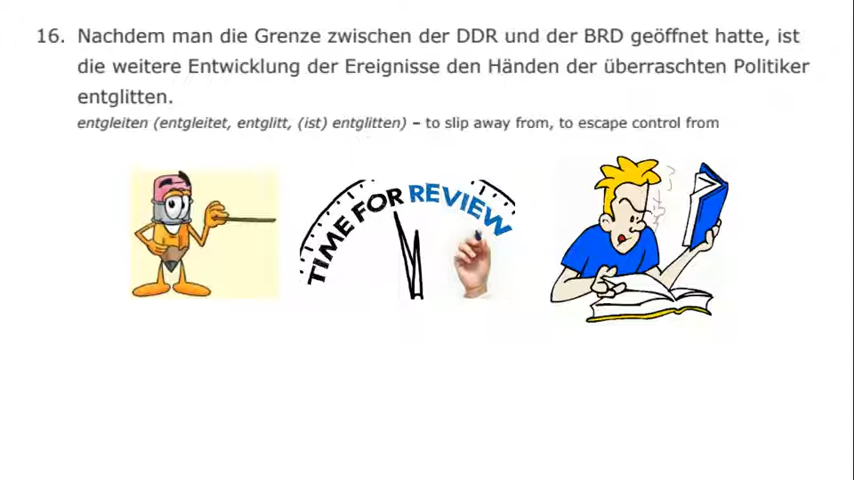 16. Nachdem man die Grenze zwischen der DDR und der BRD geöffnet hatte, ist
die weitere Entwicklung der Ereignisse den Händen der überraschten Politiker
entglitten.
entgleiten (entgleitet, entglitt, (ist) entglitten) – to slip away from, to escape control from
TIME FOR REVIEW